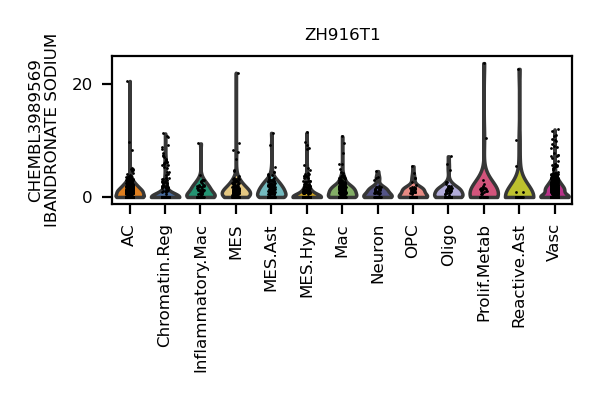 ZH916T1
CHEMBL3989569
IBANDRONATE SODIUM
20
0
AC
Chromatin.Reg
Inflammatory.Mac
MES
MES.Ast
MES.Hyp
Mac
Neuron
OPC
Oligo
Prolif.Metab
Reactive.Ast
Vasc